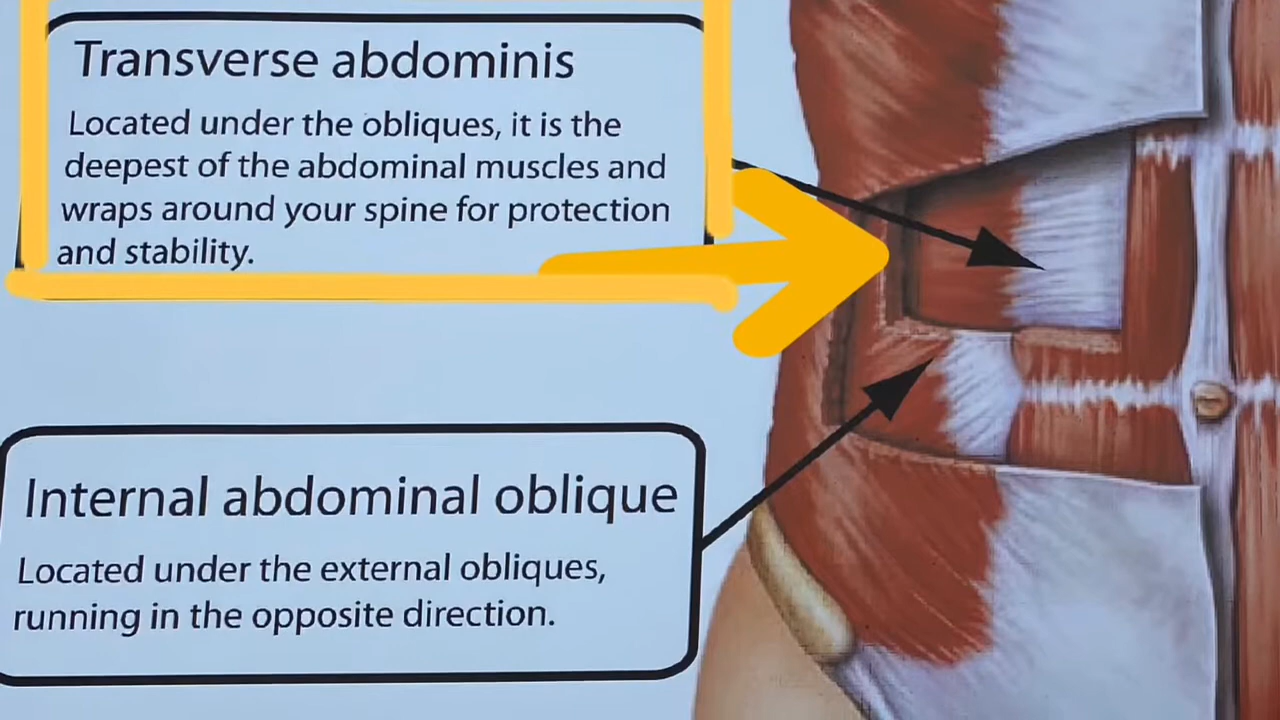 Transverse abdominis
Located under the obliques, it is the
deepest of the abdominal muscles and
wraps around your spine for protection
and stability.
Internal abdominal oblique
Located under the external obliques,
running in the opposite direction.